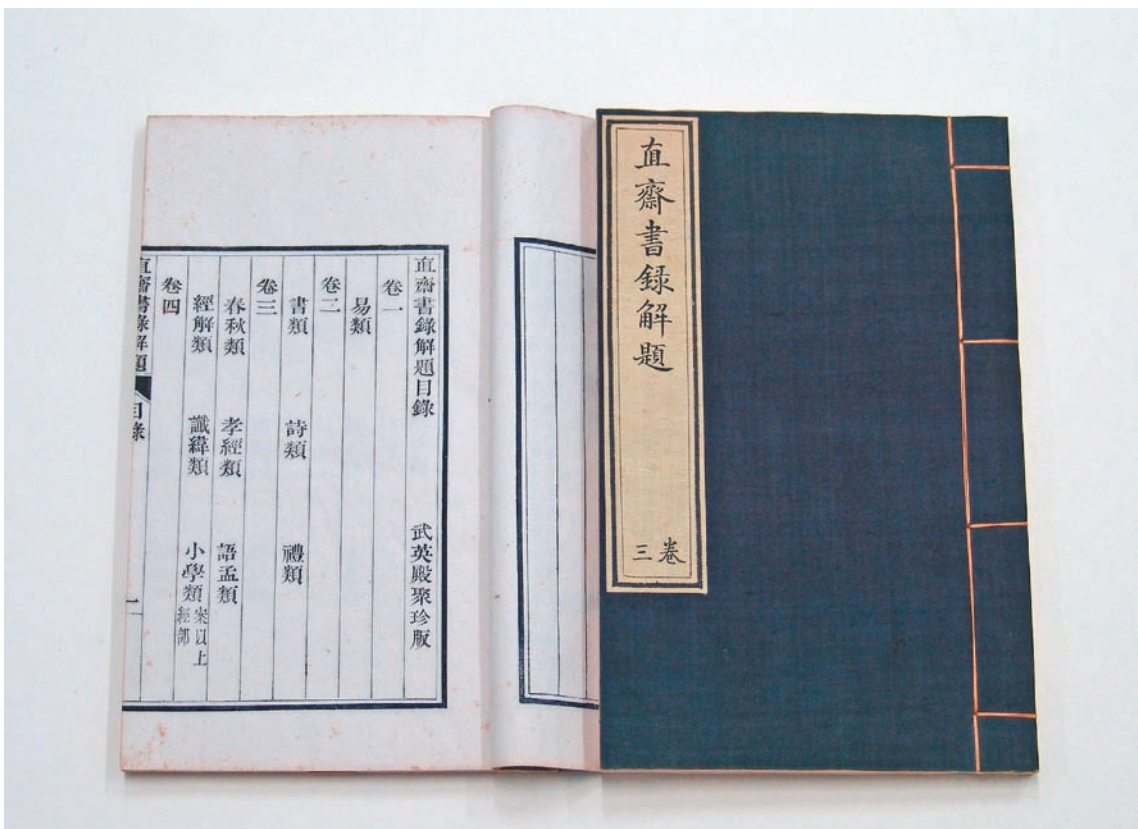 直齋書錄解題
卷三
直齋書錄解題目錄
武英殿聚珍版
卷一
易類
卷二
書類 詩類 禮類
卷三
春秋類 孝經類 語孟類
經解類 讖緯類 小學類 案以上經部
卷四
直齋書錄解題 目錄 一